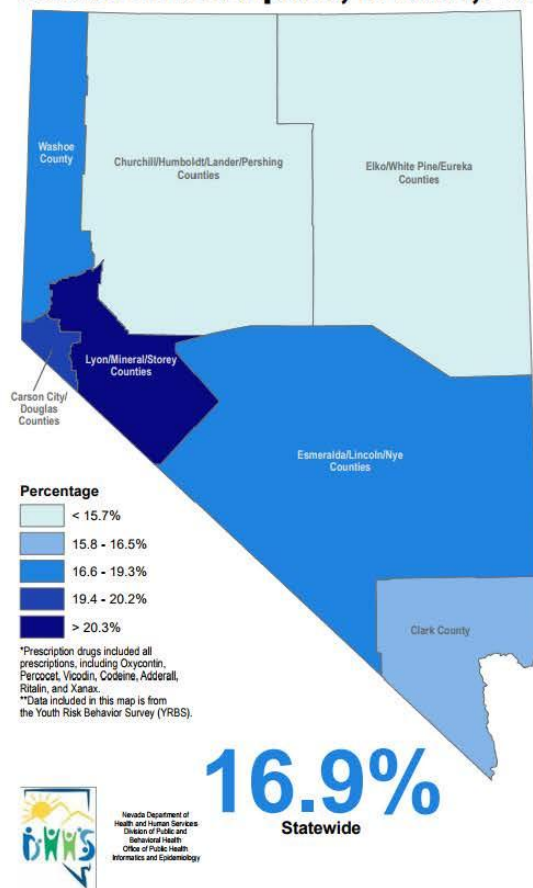 Washoe
County
Churchill/Humboldt/Lander/Pershing
Counties
Elko/White Pine/Eureka
Counties
Lyon/Mineral/Storey
Counties
Carson City/
Douglas
Counties
Esmeralda/Lincoln/Nye
Counties
Clark County
Percentage
< 15.7%
15.8 - 16.5%
16.6 - 19.3%
19.4 - 20.2%
> 20.3%
*Prescription drugs included all
prescriptions, including Oxycontin,
Percocet, Vicodin, Codeine, Adderall,
Ritalin, and Xanax.
**Data included in this map is from
the Youth Risk Behavior Survey (YRBS).
16.9%
Statewide
DHHS
Nevada Department of
Health and Human Services
Division of Public and
Behavioral Health
Office of Public Health
Informatics and Epidemiology